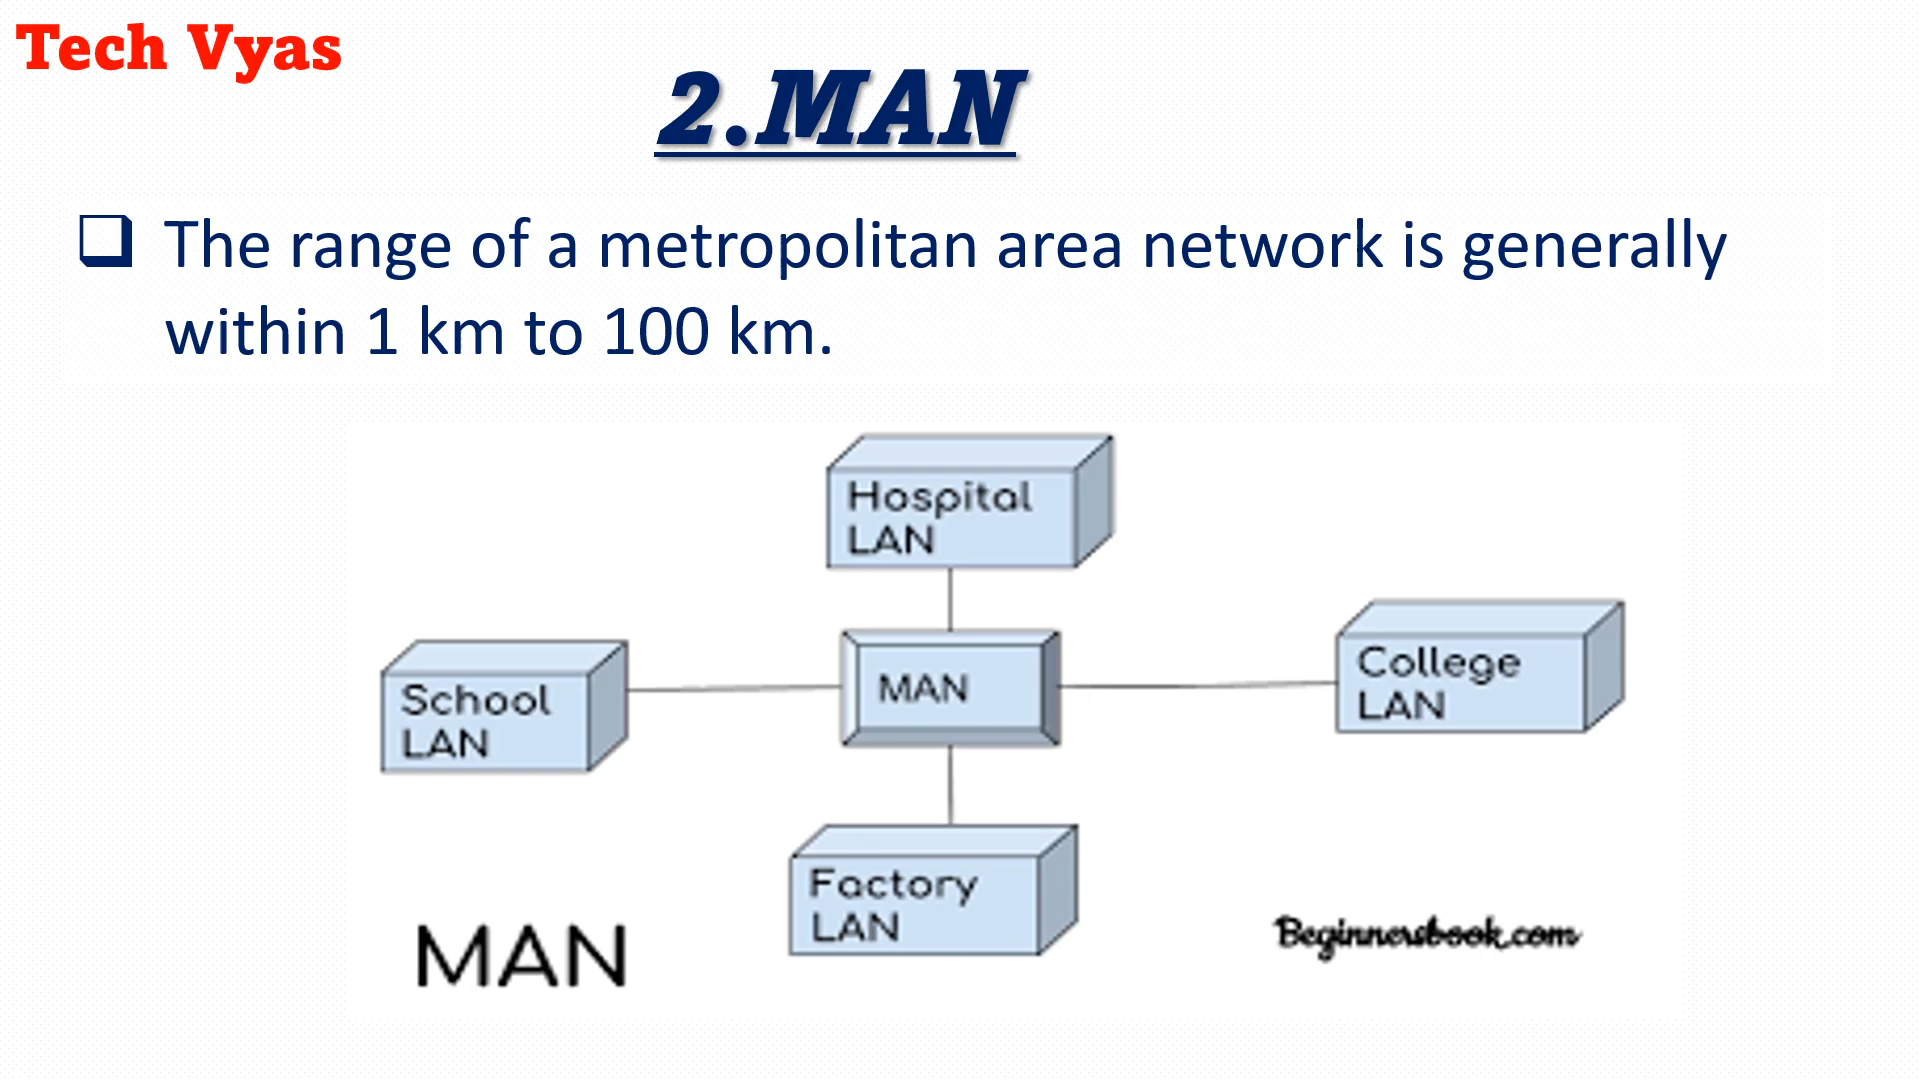 Tech Vyas
2.MAN
The range of a metropolitan area network is generally
within 1 km to 100 km.
Hospital
LAN
School
LAN
MAN
College
LAN
Factory
LAN
MAN
Beginnersbook.com